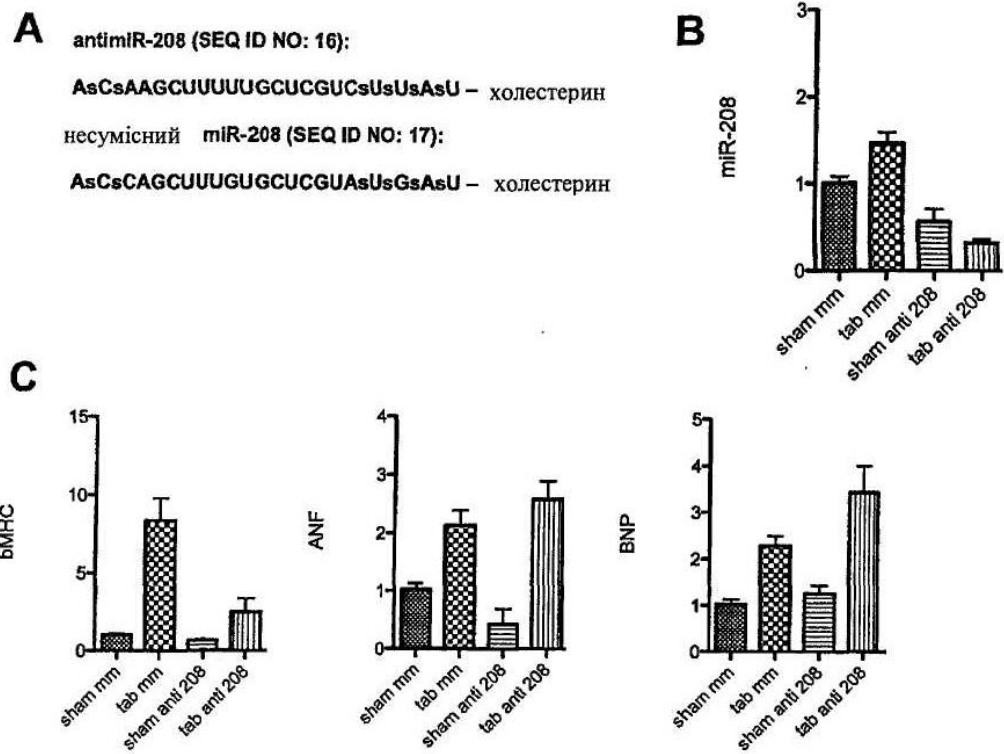 A
antimiR-208 (SEQ ID NO: 16):
AsCsAAGCUUUUUGCUCGUCsUsUsAsU – холестерин
несумісний miR-208 (SEQ ID NO: 17):
AsCsCAGCUUUGUGCUCGUAsUsGsAsU – холестерин
B
miR-208
3
2
1
0
sham mm
tab mm
sham anti 208
tab anti 208
C
bMHC
15
10
5
0
sham mm
tab mm
sham anti 208
tab anti 208
ANF
4
3
2
1
0
sham mm
tab mm
sham anti 208
tab anti 208
BNP
5
4
3
2
1
0
sham mm
tab mm
sham anti 208
tab anti 208